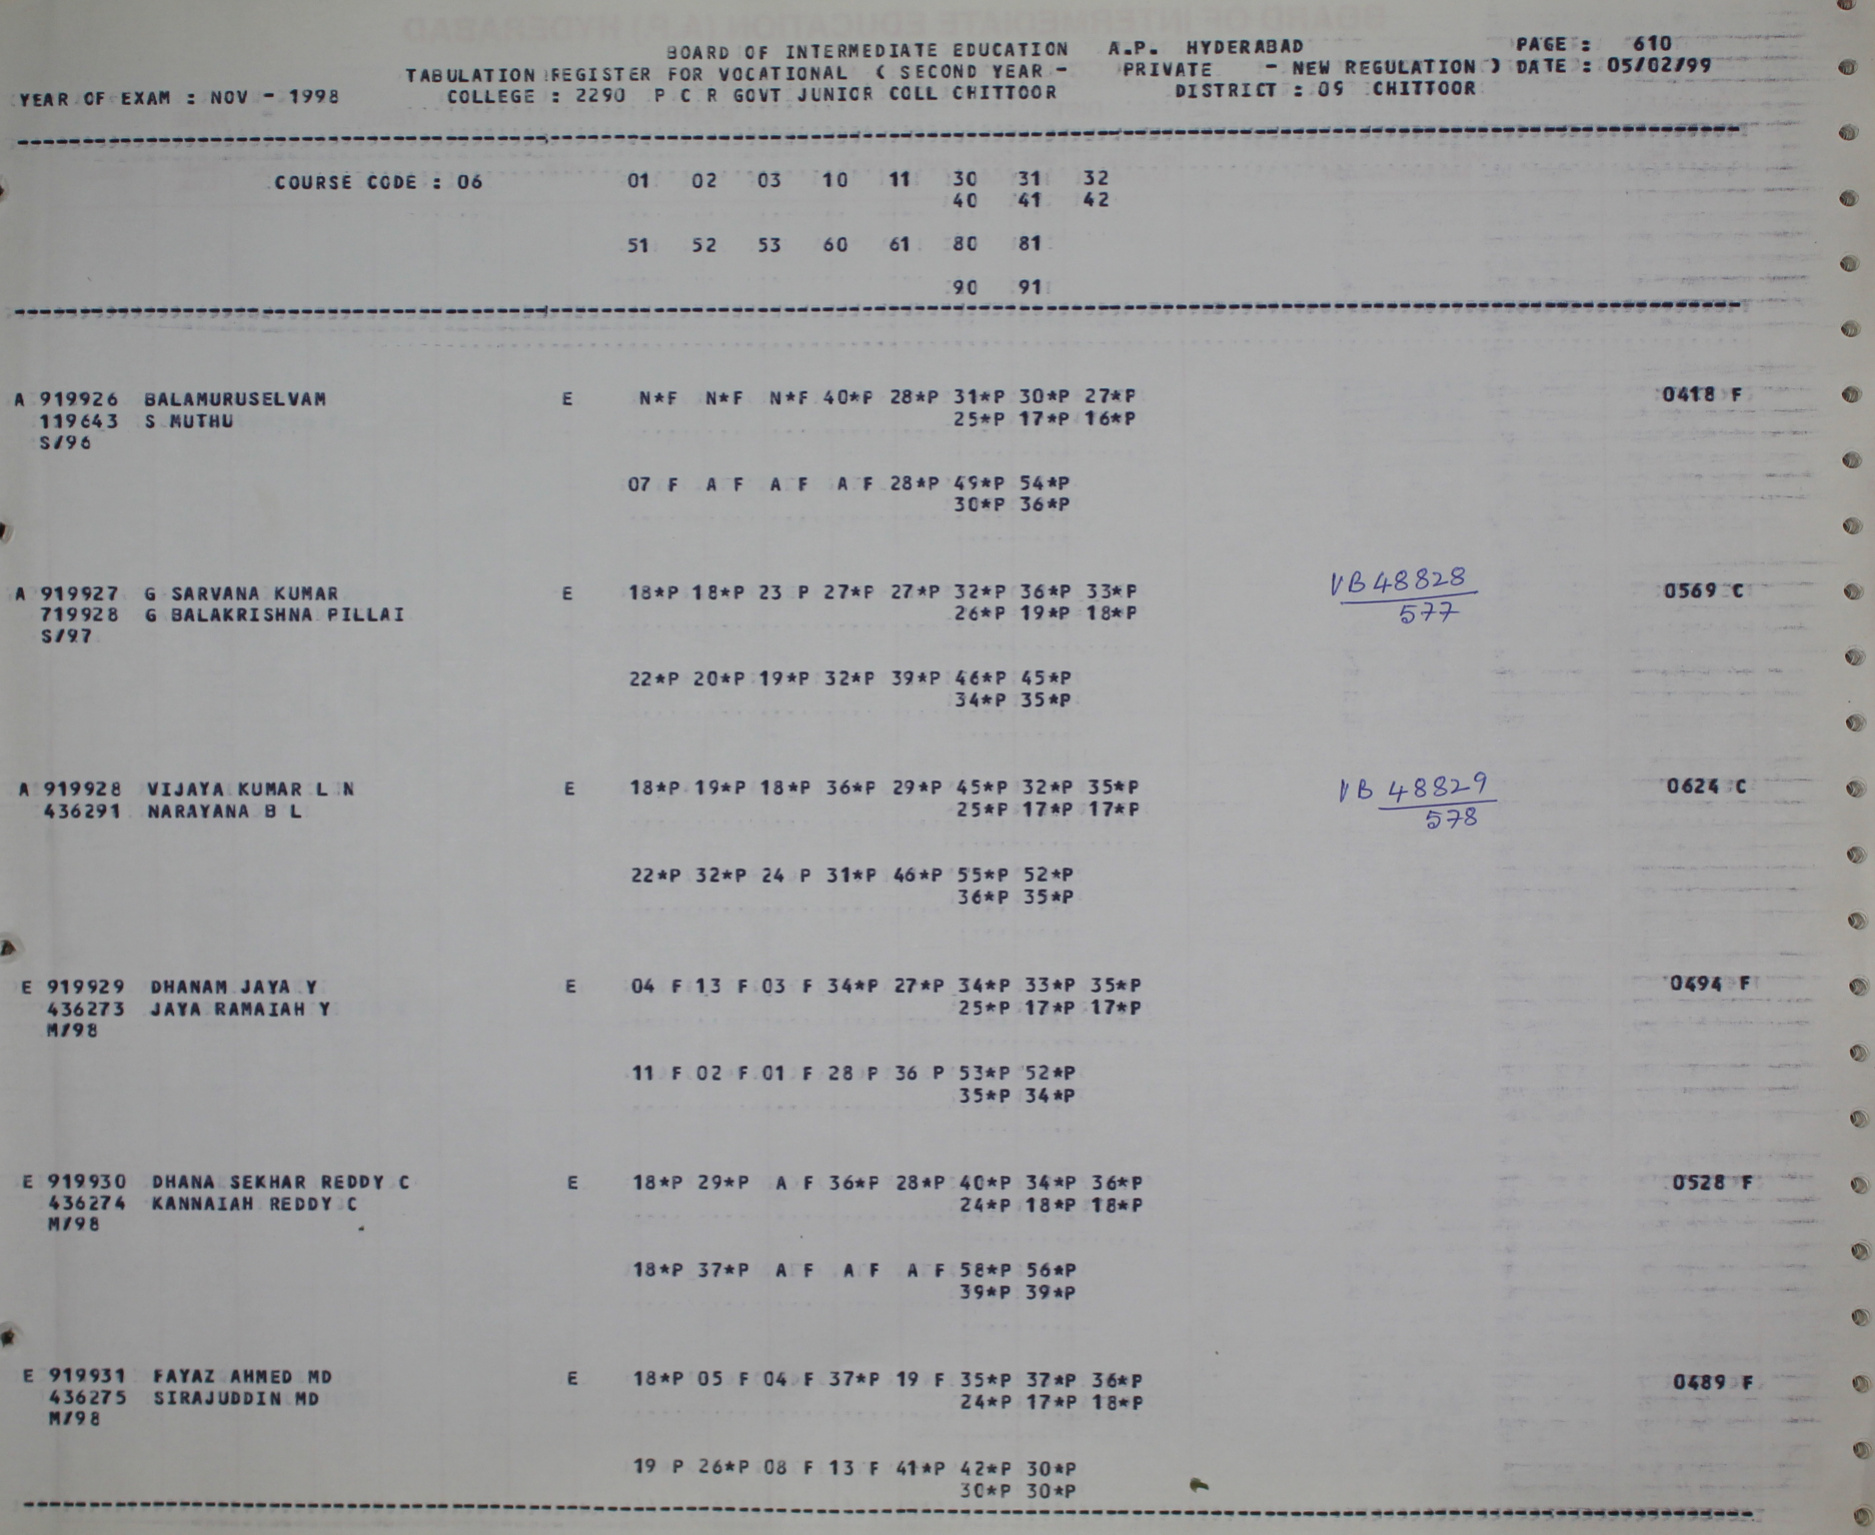 BOARD OF INTERMEDIATE EDUCATION A.P. HYDERABAD PAGE : 610
TABULATION REGISTER FOR VOCATIONAL ( SECOND YEAR - PRIVATE - NEW REGULATION ) DATE : 05/02/99
YEAR OF EXAM : NOV - 1998 COLLEGE : 2290 P C R GOVT JUNIOR COLL CHITTOOR DISTRICT : 09 CHITTOOR
COURSE CODE : 06 01 02 03 10 11 30 31 32
40 41 42
51 52 53 60 61 80 81
90 91
A 919926 BALAMURUSELVAM E N*F N*F N*F 40*P 28*P 31*P 30*P 27*P 0418 F
119643 S MUTHU 25*P 17*P 16*P
S/96
07 F A F A F A F 28*P 49*P 54*P
30*P 36*P
A 919927 G SARVANA KUMAR E 18*P 18*P 23 P 27*P 27*P 32*P 36*P 33*P VB 48828 0569 C
719928 G BALAKRISHNA PILLAI 26*P 19*P 18*P 577
S/97
22*P 20*P 19*P 32*P 39*P 46*P 45*P
34*P 35*P
A 919928 VIJAYA KUMAR L N E 18*P 19*P 18*P 36*P 29*P 45*P 32*P 35*P VB 48829 0624 C
436291 NARAYANA B L 25*P 17*P 17*P 578
22*P 32*P 24 P 31*P 46*P 55*P 52*P
36*P 35*P
E 919929 DHANAM JAYA Y E 04 F 13 F 03 F 34*P 27*P 34*P 33*P 35*P 0494 F
436273 JAYA RAMAIAH Y 25*P 17*P 17*P
M/98
11 F 02 F 01 F 28 P 36 P 53*P 52*P
35*P 34*P
E 919930 DHANA SEKHAR REDDY C E 18*P 29*P A F 36*P 28*P 40*P 34*P 36*P 0528 F
436274 KANNAIAH REDDY C 24*P 18*P 18*P
M/98
18*P 37*P A F A F A F 58*P 56*P
39*P 39*P
E 919931 FAYAZ AHMED MD E 18*P 05 F 04 F 37*P 19 F 35*P 37*P 36*P 0489 F
436275 SIRAJUDDIN MD 24*P 17*P 18*P
M/98
19 P 26*P 08 F 13 F 41*P 42*P 30*P
30*P 30*P